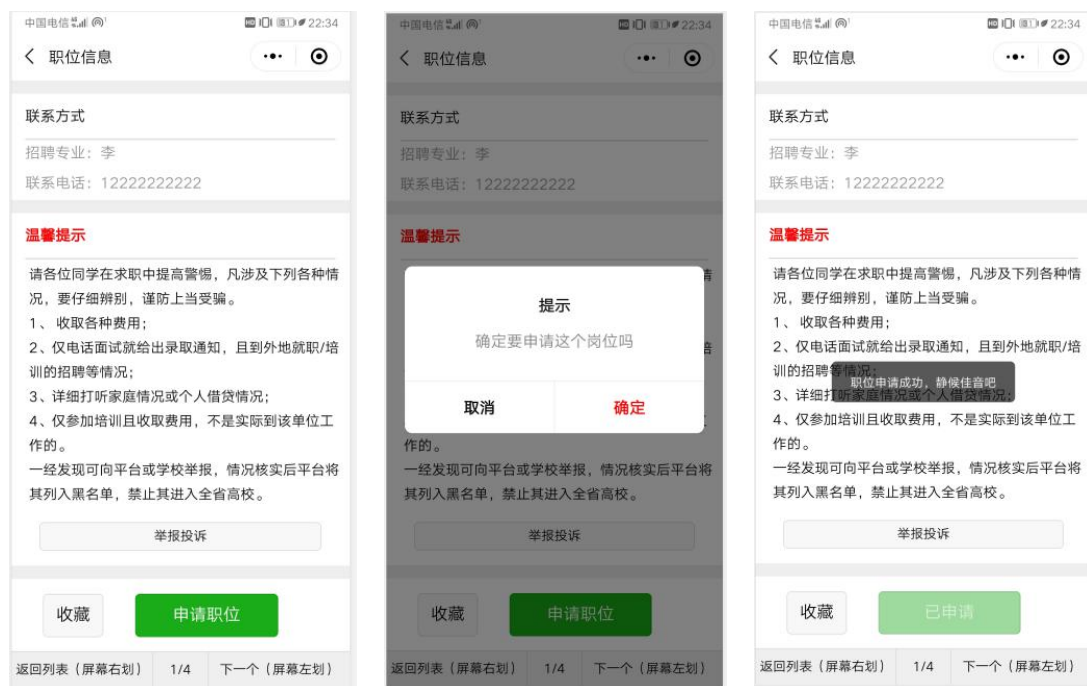 中国电信 22:34
职位信息
联系方式
招聘专业：李
联系电话：12222222222
温馨提示
请各位同学在求职中提高警惕，凡涉及下列各种情
况，要仔细辨别，谨防上当受骗。
1、 收取各种费用；
2、仅电话面试就给出录取通知，且到外地就职/培
训的招聘等情况；
3、详细打听家庭情况或个人借贷情况；
4、仅参加培训且收取费用，不是实际到该单位工
作的。
一经发现可向平台或学校举报，情况核实后平台将
其列入黑名单，禁止其进入全省高校。
举报投诉
收藏 申请职位
返回列表（屏幕右划） 1/4 下一个（屏幕左划）
中国电信 HD 22:34
职位信息
联系方式
招聘专业：李
联系电话：12222222222
温馨提示
情
提示
确定要申请这个岗位吗
培
取消 确定
作的。
一经发现可向平台或学校举报，情况核实后平台将
其列入黑名单，禁止其进入全省高校。
举报投诉
收藏 申请职位
返回列表（屏幕右划） 1/4 下一个（屏幕左划）
中国电信 22:34
职位信息
联系方式
招聘专业：李
联系电话：12222222222
温馨提示
请各位同学在求职中提高警惕，凡涉及下列各种情
况，要仔细辨别，谨防上当受骗。
1、 收取各种费用；
2、仅电话面试就给出录取通知，且到外地就职/培
训的招聘等情况；
职位申请成功，静候佳音吧
3、详细打听家庭情况或个人借贷情况；
4、仅参加培训且收取费用，不是实际到该单位工
作的。
一经发现可向平台或学校举报，情况核实后平台将
其列入黑名单，禁止其进入全省高校。
举报投诉
收藏 已申请
返回列表（屏幕右划） 1/4 下一个（屏幕左划）